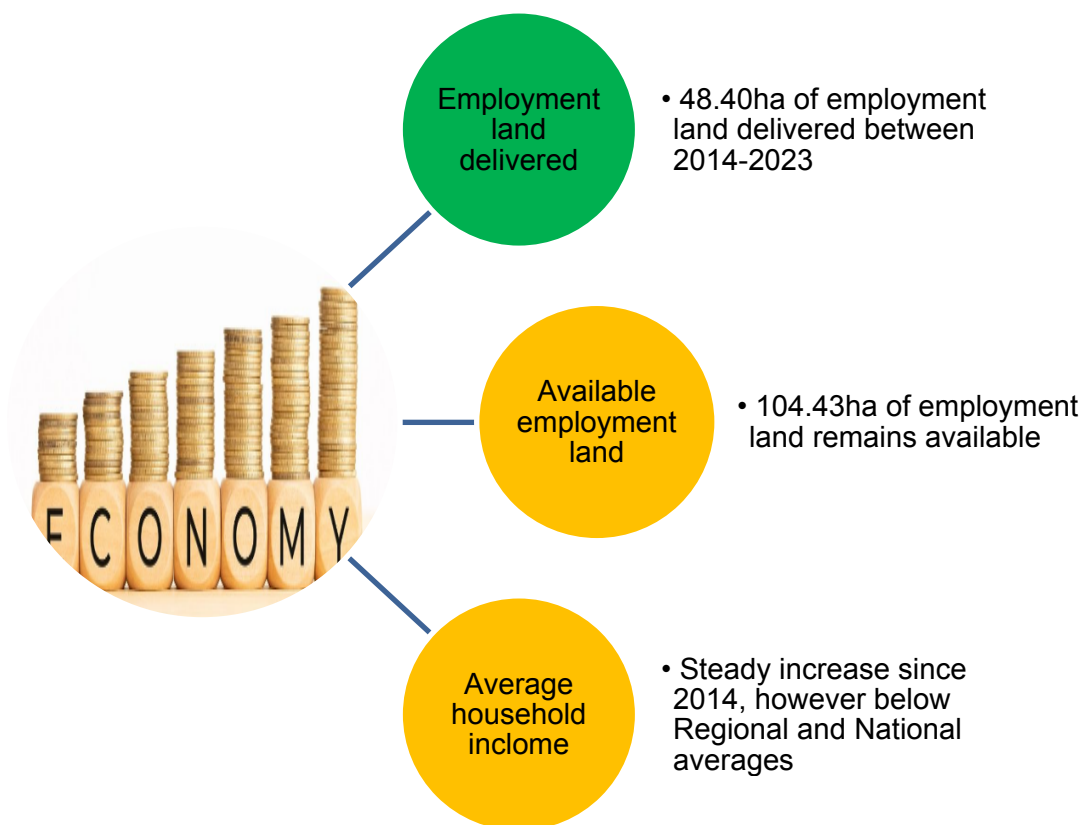 Employment
land
delivered
• 48.40ha of employment
land delivered between
2014-2023
ECONOMY
Available
employment
land
• 104.43ha of employment
land remains available
Average
household
inclome
• Steady increase since
2014, however below
Regional and National
averages